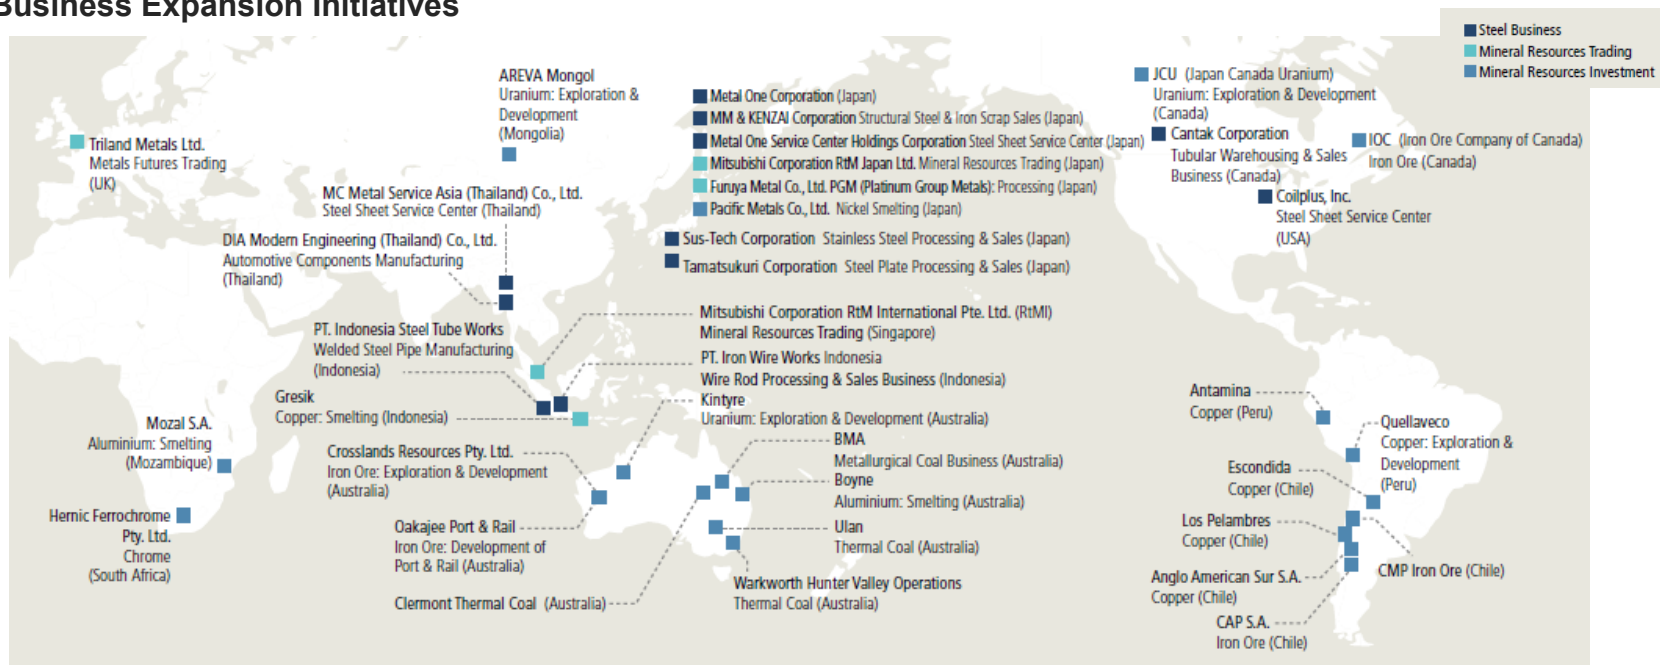 Business Expansion Initiatives
Steel Business
Mineral Resources Trading
Mineral Resources Investment
AREVA Mongol
Uranium: Exploration &
Development
(Mongolia)
Triland Metals Ltd.
Metals Futures Trading
(UK)
MC Metal Service Asia (Thailand) Co., Ltd.
Steel Sheet Service Center (Thailand)
DIA Modern Engineering (Thailand) Co., Ltd.
Automotive Components Manufacturing
(Thailand)
PT. Indonesia Steel Tube Works
Welded Steel Pipe Manufacturing
(Indonesia)
Gresik
Copper: Smelting (Indonesia)
Mozal S.A.
Aluminium: Smelting
(Mozambique)
Hernic Ferrochrome
Pty. Ltd.
Chrome
(South Africa)
Crosslands Resources Pty. Ltd.
Iron Ore: Exploration & Development
(Australia)
Oakajee Port & Rail
Iron Ore: Development of
Port & Rail (Australia)
Clermont Thermal Coal (Australia)
Metal One Corporation (Japan)
MM & KENZAI Corporation Structural Steel & Iron Scrap Sales (Japan)
Metal One Service Center Holdings Corporation Steel Sheet Service Center (Japan)
Mitsubishi Corporation RtM Japan Ltd. Mineral Resources Trading (Japan)
Furuya Metal Co., Ltd. PGM (Platinum Group Metals): Processing (Japan)
Pacific Metals Co., Ltd. Nickel Smelting (Japan)
Sus-Tech Corporation Stainless Steel Processing & Sales (Japan)
Tamatsukuri Corporation Steel Plate Processing & Sales (Japan)
Mitsubishi Corporation RtM International Pte. Ltd. (RtMI)
Mineral Resources Trading (Singapore)
PT. Iron Wire Works Indonesia
Wire Rod Processing & Sales Business (Indonesia)
Kintyre
Uranium: Exploration & Development (Australia)
BMA
Metallurgical Coal Business (Australia)
Boyne
Aluminium: Smelting (Australia)
Ulan
Thermal Coal (Australia)
Warkworth Hunter Valley Operations
Thermal Coal (Australia)
JCU (Japan Canada Uranium)
Uranium: Exploration & Development
(Canada)
Cantak Corporation
Tubular Warehousing & Sales
Business (Canada)
IOC (Iron Ore Company of Canada)
Iron Ore (Canada)
Coilplus, Inc.
Steel Sheet Service Center
(USA)
Antamina
Copper (Peru)
Quellaveco
Copper: Exploration &
Development
(Peru)
Escondida
Copper (Chile)
Los Pelambres
Copper (Chile)
Anglo American Sur S.A.
Copper (Chile)
CMP Iron Ore (Chile)
CAP S.A.
Iron Ore (Chile)